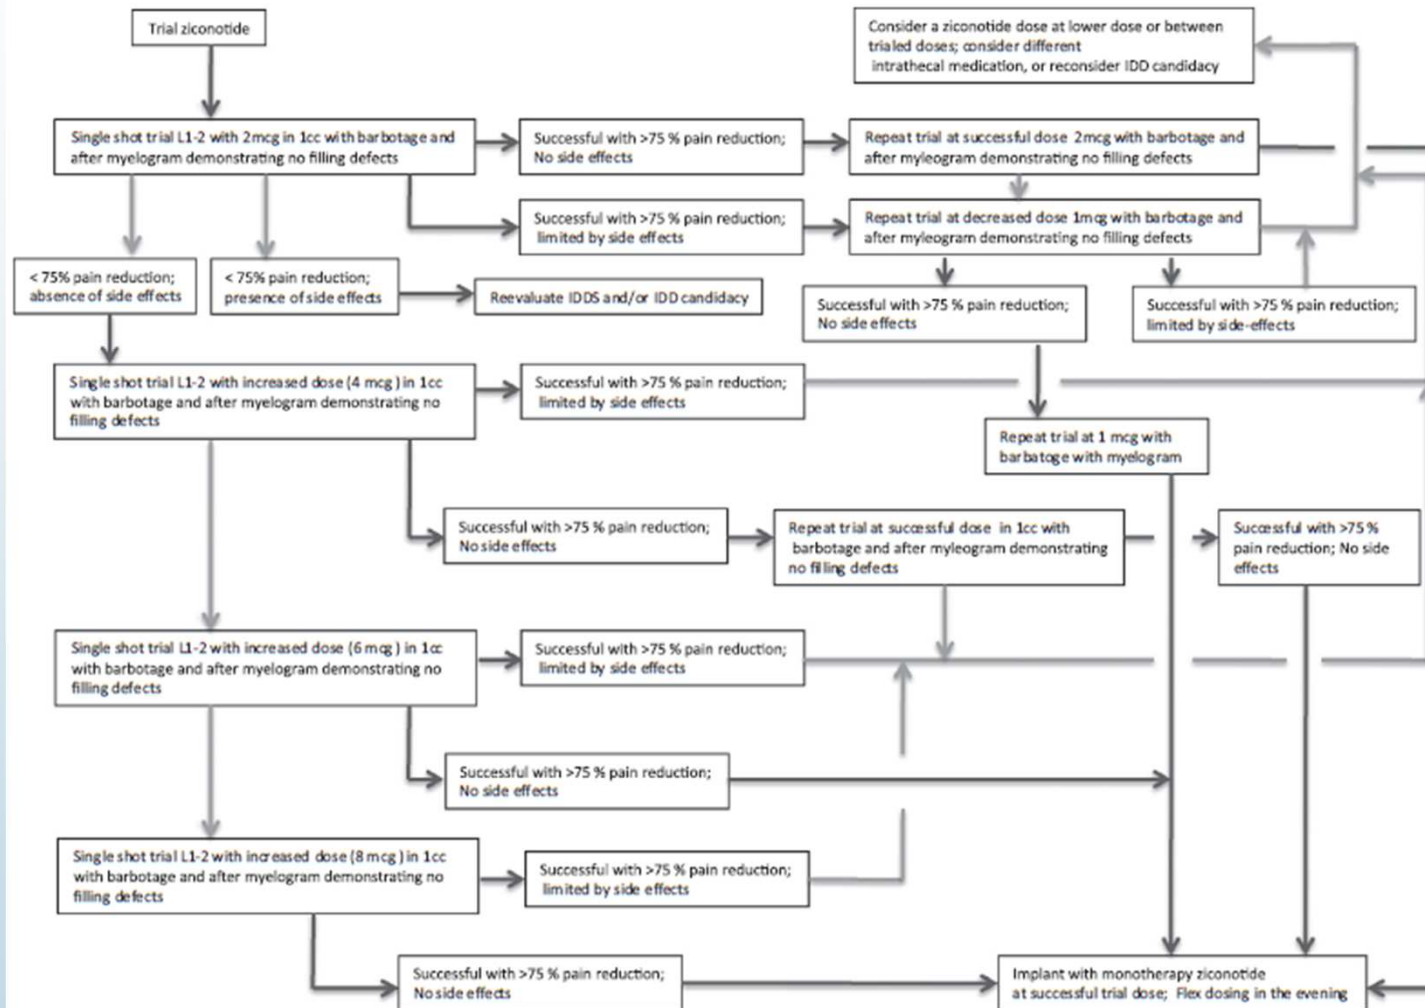 Trial ziconotide
Consider a ziconotide dose at lower dose or between
trialed doses; consider different
intrathecal medication, or reconsider IDD candidacy
Single shot trial L1-2 with 2mcg in 1cc with barbotage and
after myelogram demonstrating no filling defects
Successful with >75 % pain reduction;
No side effects
Repeat trial at successful dose 2mcg with barbotage and
after myleogram demonstrating no filling defects
Successful with >75 % pain reduction;
limited by side effects
Repeat trial at decreased dose 1mcg with barbotage and
after myleogram demonstrating no filling defects
< 75% pain reduction;
absence of side effects
< 75% pain reduction;
presence of side effects
Reevaluate IDDS and/or IDD candidacy
Successful with >75 % pain reduction;
No side effects
Successful with >75 % pain reduction;
limited by side-effects
Single shot trial L1-2 with increased dose (4 mcg) in 1cc
with barbotage and after myelogram demonstrating no
filling defects
Successful with >75 % pain reduction;
limited by side effects
Repeat trial at 1 mcg with
barbatoge with myelogram
Successful with >75 % pain reduction;
No side effects
Repeat trial at successful dose in 1cc with
barbotage and after myleogram demonstrating
no filling defects
Successful with >75 %
pain reduction; No side
effects
Single shot trial L1-2 with increased dose (6 mcg) in 1cc
with barbotage and after myelogram demonstrating no
filling defects
Successful with >75 % pain reduction;
limited by side effects
Successful with >75 % pain reduction;
No side effects
Single shot trial L1-2 with increased dose (8 mcg) in 1cc
with barbotage and after myelogram demonstrating no
filling defects
Successful with >75 % pain reduction;
limited by side effects
Successful with >75 % pain reduction;
No side effects
Implant with monotherapy ziconotide
at successful trial dose; Flex dosing in the evening